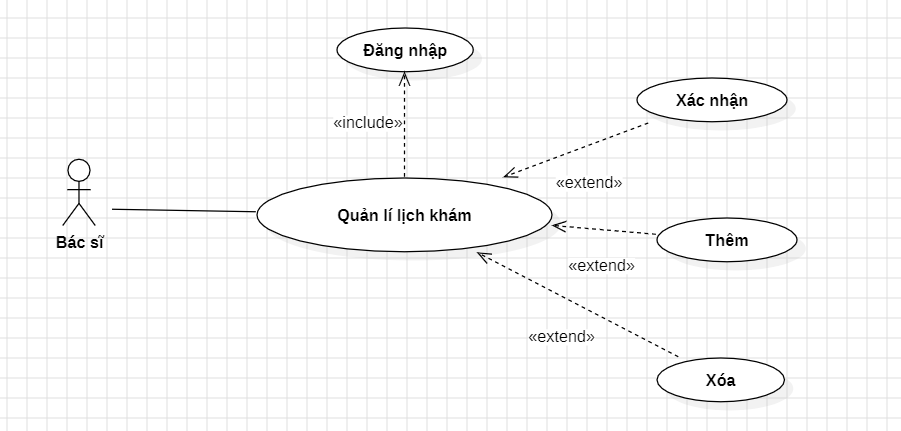 Đăng nhập
«include»
Xác nhận
«extend»
Quản lí lịch khám
Bác sĩ
Thêm
«extend»
«extend»
Xóa